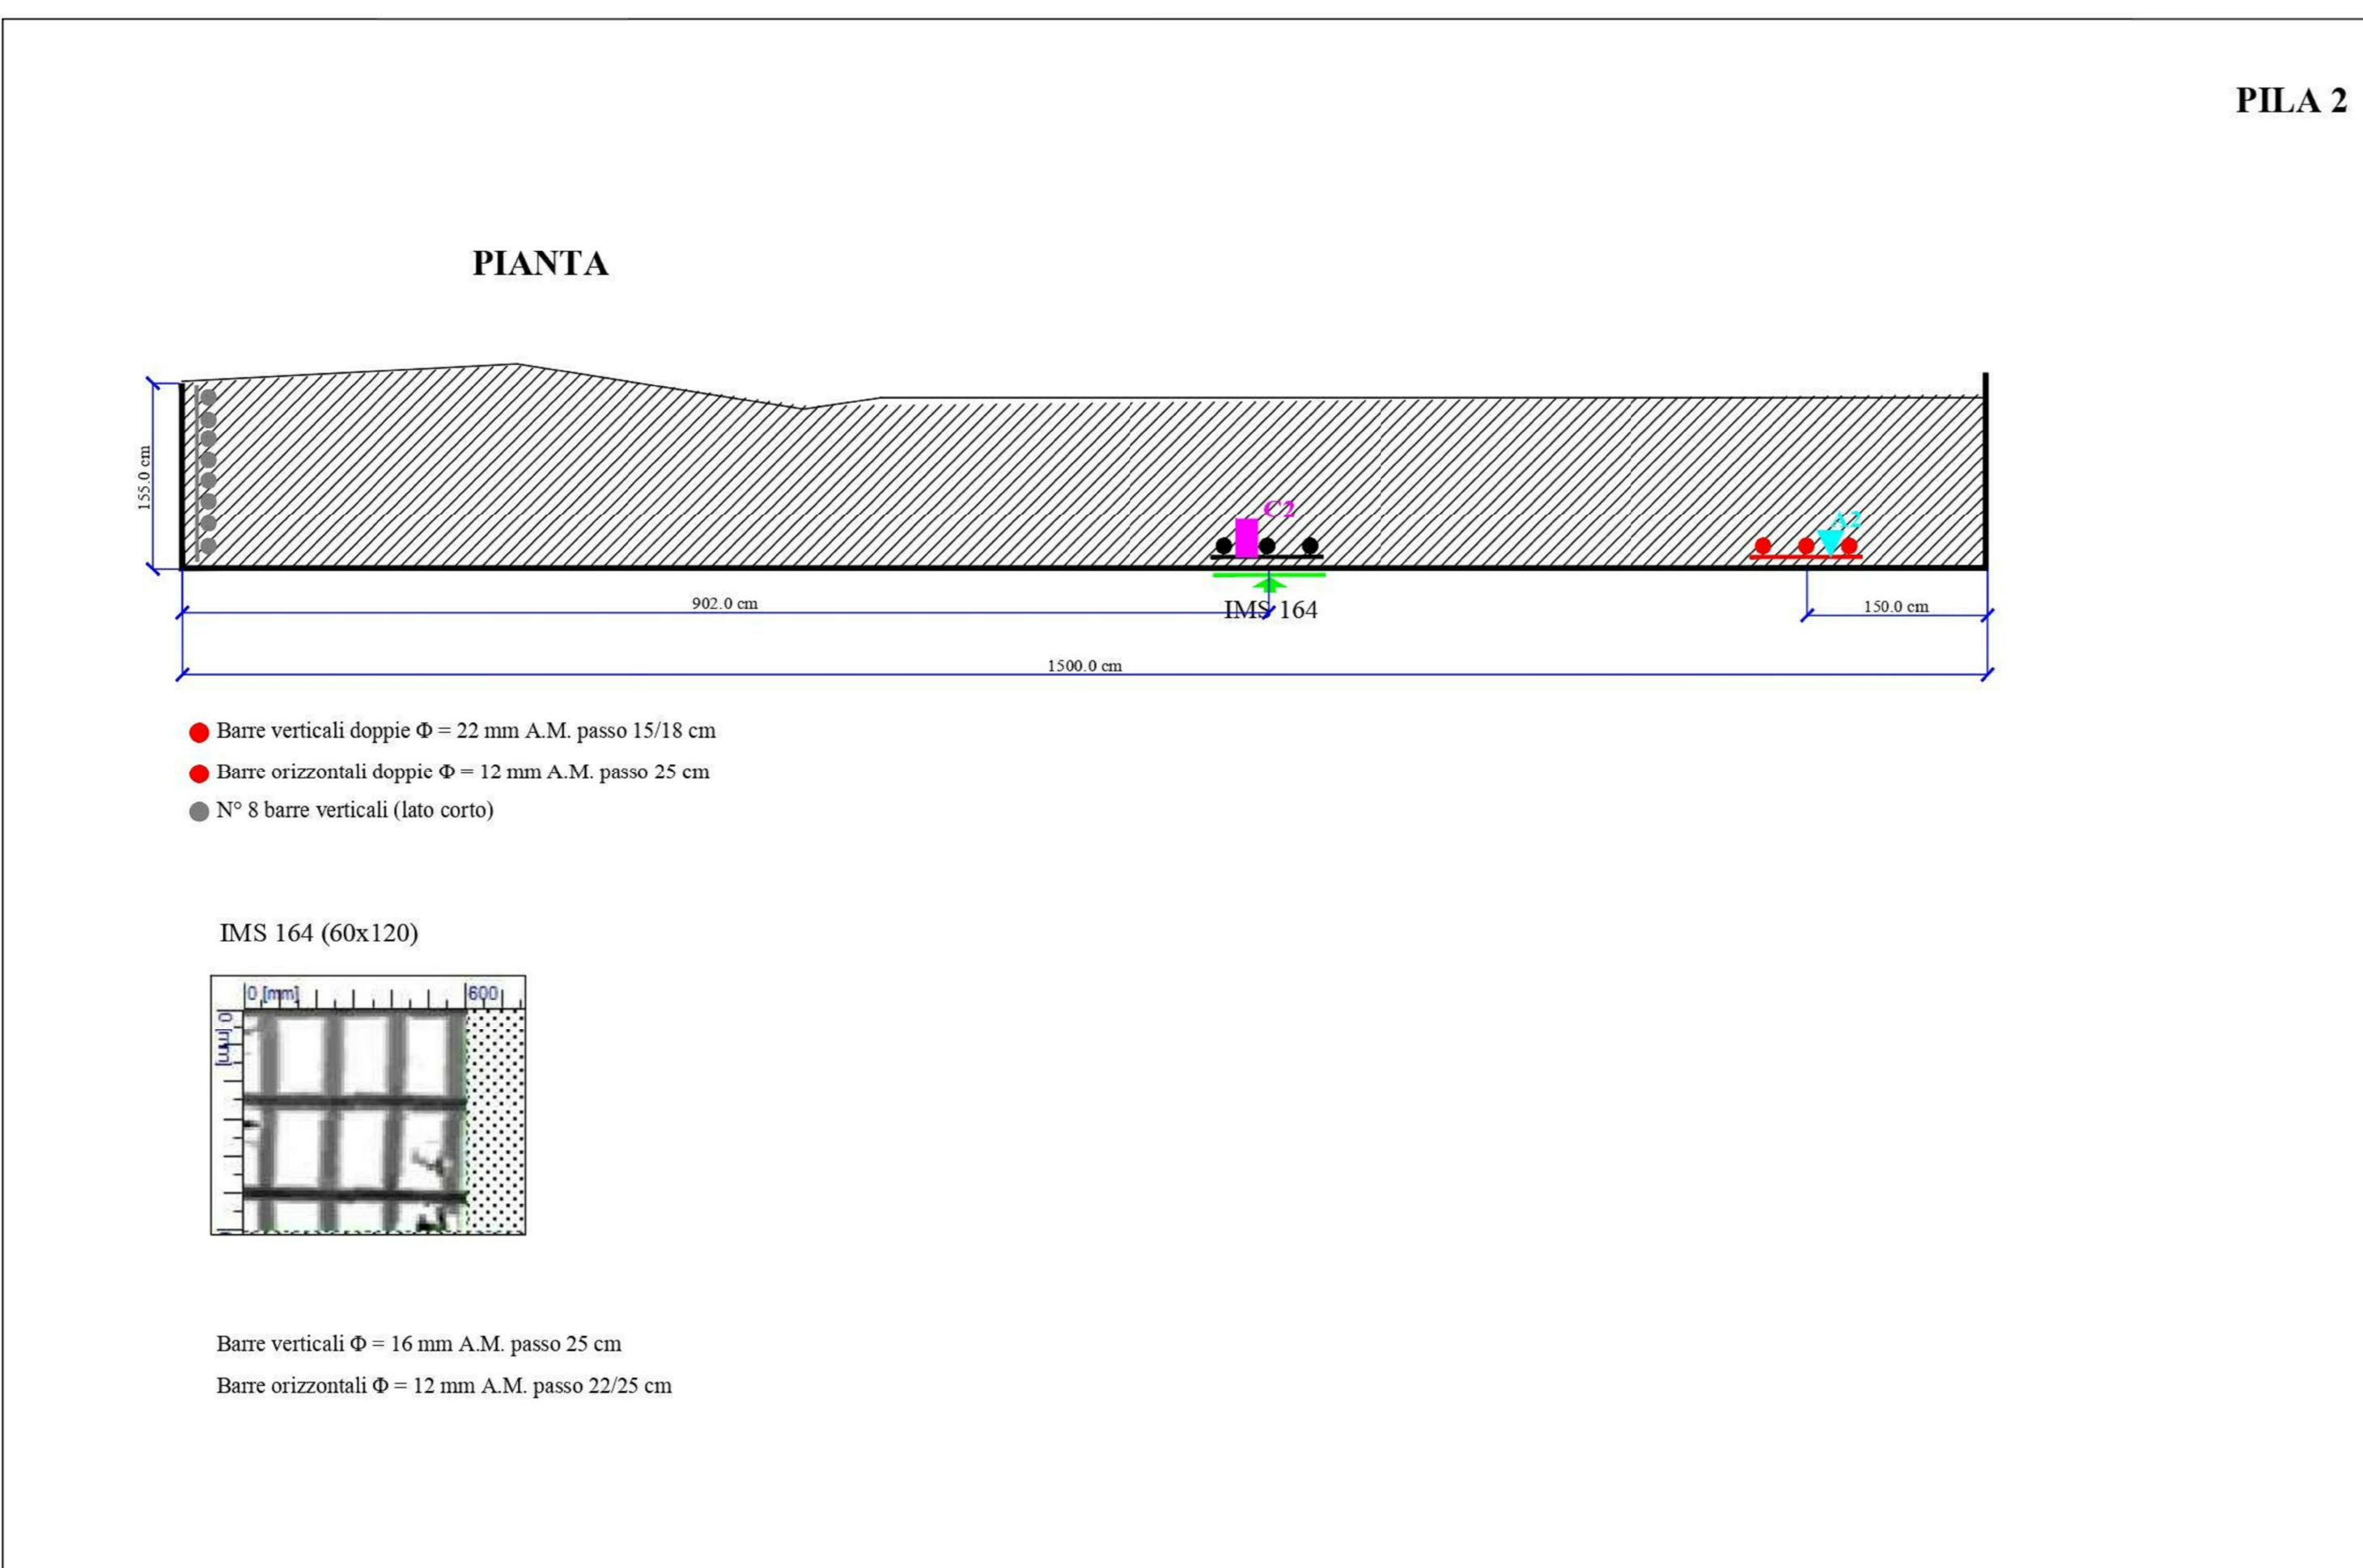 PILA 2
PIANTA
155.0 cm
C2
A2
902.0 cm
IMS 164
150.0 cm
1500.0 cm
Barre verticali doppie Φ = 22 mm A.M. passo 15/18 cm
Barre orizzontali doppie Φ = 12 mm A.M. passo 25 cm
N° 8 barre verticali (lato corto)
IMS 164 (60x120)
0 [mm] 600
0 [mm]
Barre verticali Φ = 16 mm A.M. passo 25 cm
Barre orizzontali Φ = 12 mm A.M. passo 22/25 cm